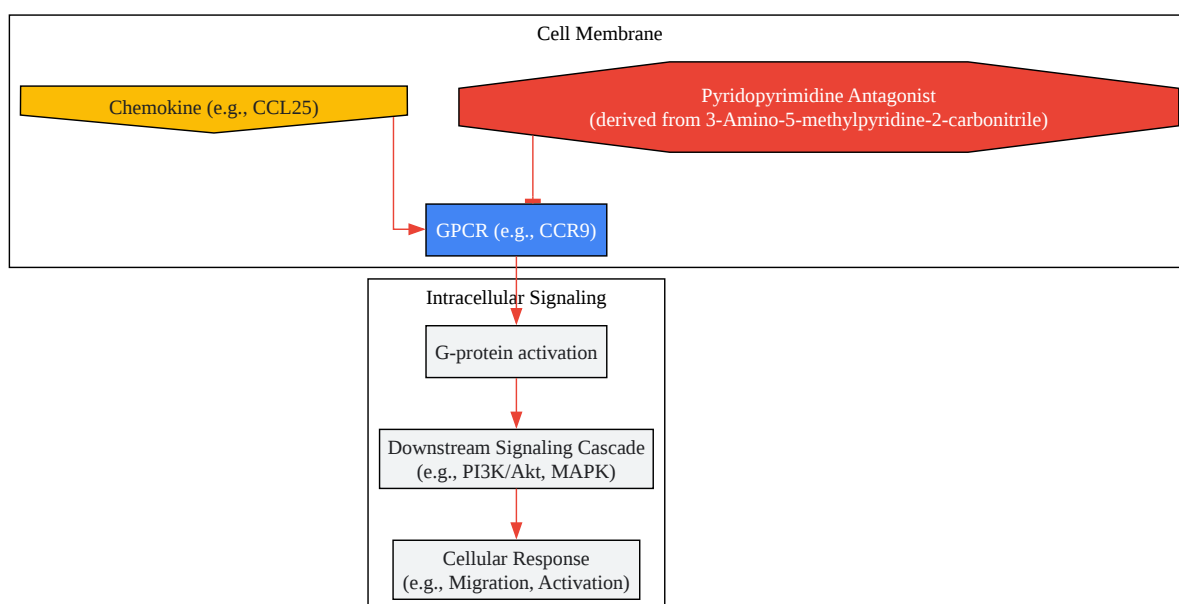 Cell Membrane
Chemokine (e.g., CCL25)
Pyridopyrimidine Antagonist
(derived from 3-Amino-5-methylpyridine-2-carbonitrile)
GPCR (e.g., CCR9)
Intracellular Signaling
G-protein activation
Downstream Signaling Cascade
(e.g., PI3K/Akt, MAPK)
Cellular Response
(e.g., Migration, Activation)